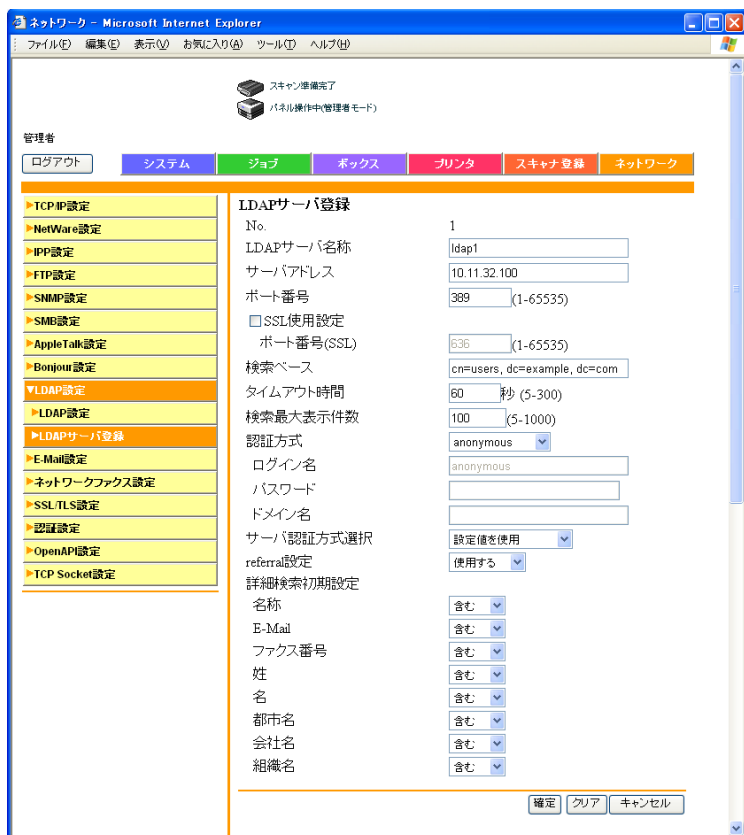 ネットワーク - Microsoft Internet Explorer
ファイル(F) 編集(E) 表示(V) お気に入り(A) ツール(T) ヘルプ(H)
スキャン準備完了
パネル操作中(管理者モード)
管理者
ログアウト システム ジョブ ボックス プリンタ スキャナ登録 ネットワーク
TCP/IP設定
NetWare設定
IPP設定
FTP設定
SNMP設定
SMB設定
AppleTalk設定
Bonjour設定
LDAP設定
LDAP設定
LDAPサーバ登録
E-Mail設定
ネットワークファクス設定
SSL/TLS設定
認証設定
OpenAPI設定
TCP Socket設定
LDAPサーバ登録
No. 1
LDAPサーバ名称 ldap1
サーバアドレス 10.11.32.100
ポート番号 389 (1-65535)
SSL使用設定
ポート番号(SSL) 636 (1-65535)
検索ベース cn=users, dc=example, dc=com
タイムアウト時間 60 秒 (5-300)
検索最大表示件数 100 (5-1000)
認証方式 anonymous
ログイン名 anonymous
パスワード
ドメイン名
サーバ認証方式選択 設定値を使用
referral設定 使用する
詳細検索初期設定
名称 含む
E-Mail 含む
ファクス番号 含む
姓 含む
名 含む
都市名 含む
会社名 含む
組織名 含む
確定 クリア キャンセル